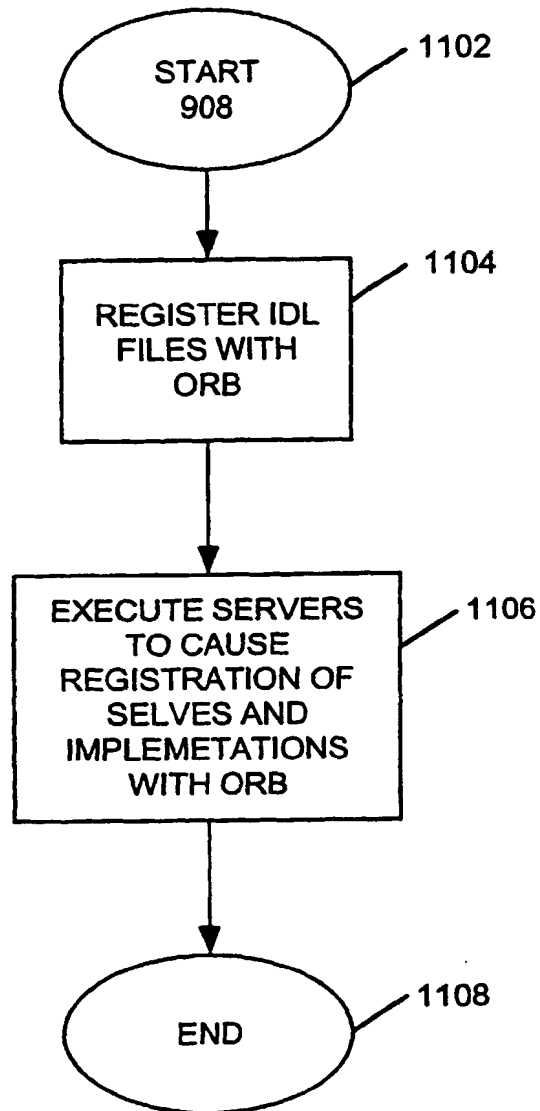 START
908
1102
REGISTER IDL
FILES WITH
ORB
1104
EXECUTE SERVERS
TO CAUSE
REGISTRATION OF
SELVES AND
IMPLEMETATIONS
WITH ORB
1106
END
1108